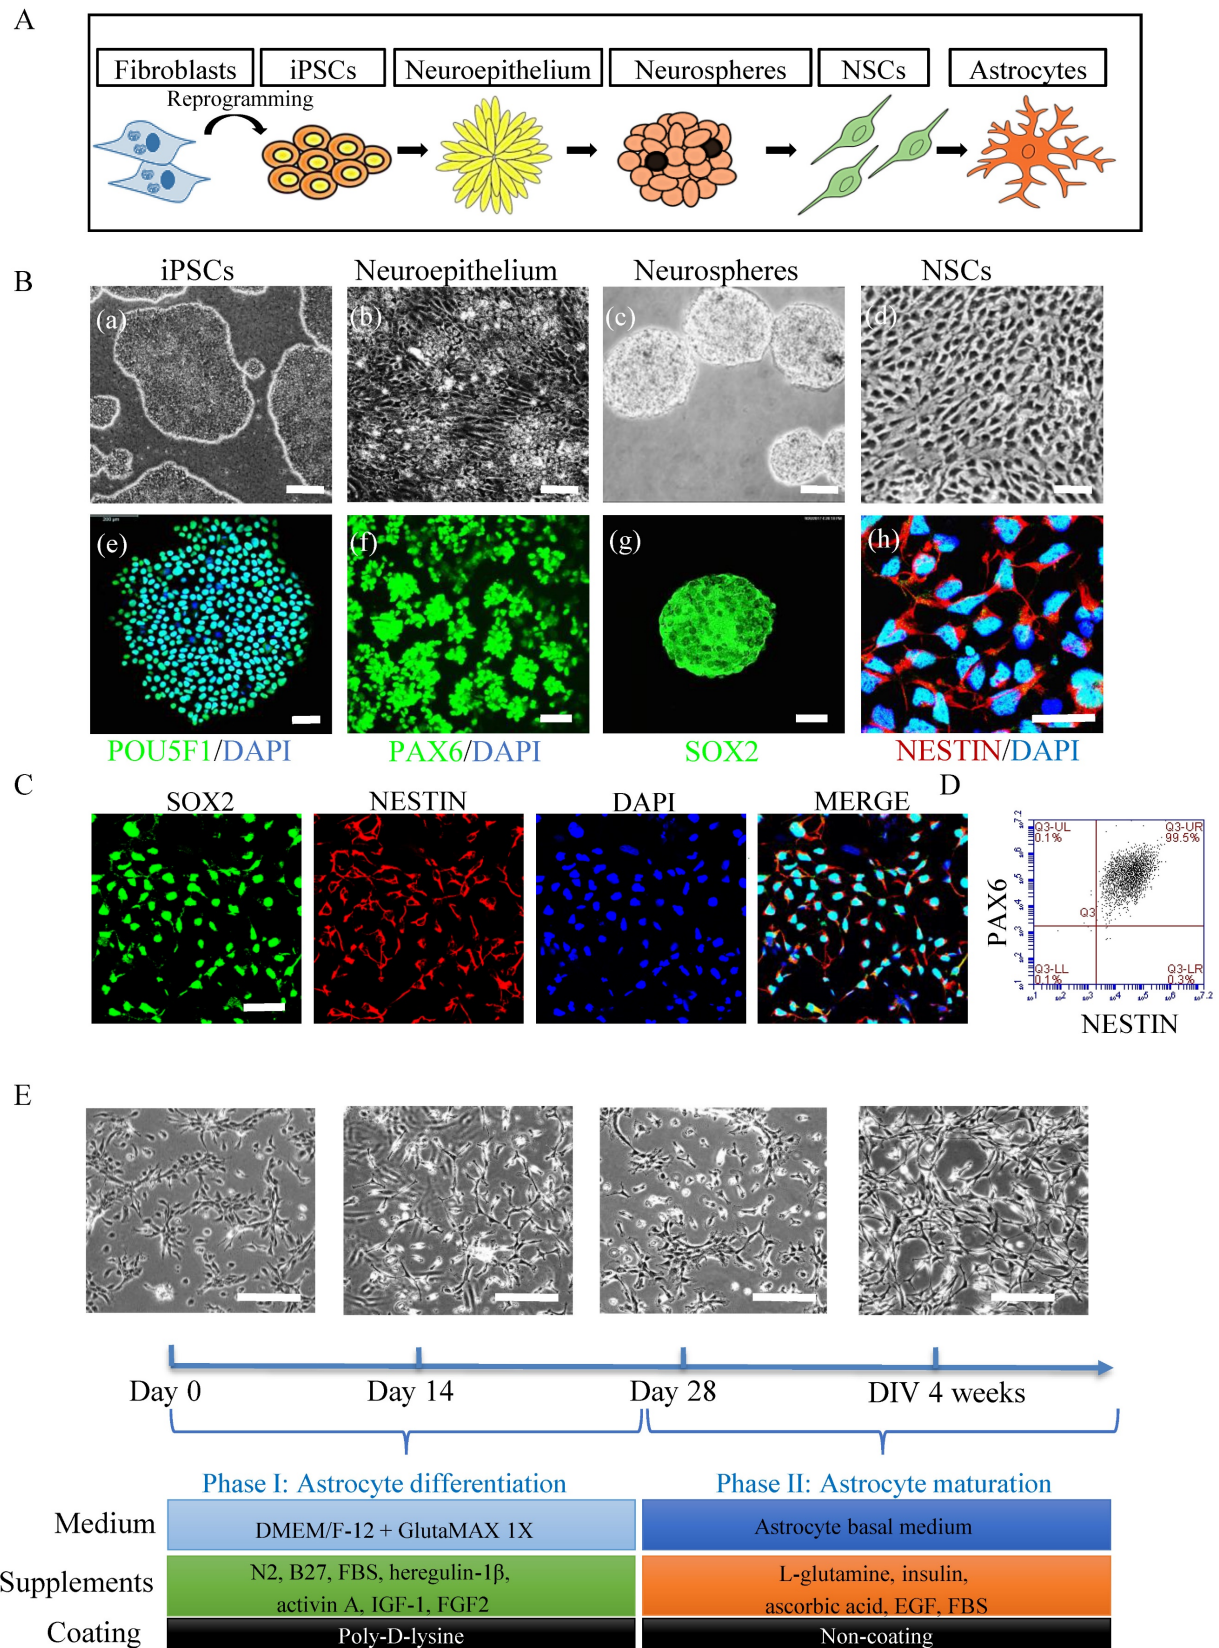 A
Fibroblasts
iPSCs
Neuroepithelium
Neurospheres
NSCs
Astrocytes
Reprogramming
B
iPSCs
Neuroepithelium
Neurospheres
NSCs
(a)
(b)
(c)
(d)
(e)
(f)
(g)
(h)
POU5F1/DAPI
PAX6/DAPI
SOX2
NESTIN/DAPI
C
SOX2
NESTIN
DAPI
MERGE
D
Q3-UL
0.1%
Q3-UR
99.5%
Q3
Q3-LL
0.1%
Q3-LR
0.3%
PAX6
NESTIN
E
Day 0
Day 14
Day 28
DIV 4 weeks
Phase I: Astrocyte differentiation
Phase II: Astrocyte maturation
Medium
DMEM/F-12 + GlutaMAX 1X
Astrocyte basal medium
Supplements
N2, B27, FBS, heregulin-1β,
activin A, IGF-1, FGF2
L-glutamine, insulin,
ascorbic acid, EGF, FBS
Coating
Poly-D-lysine
Non-coating